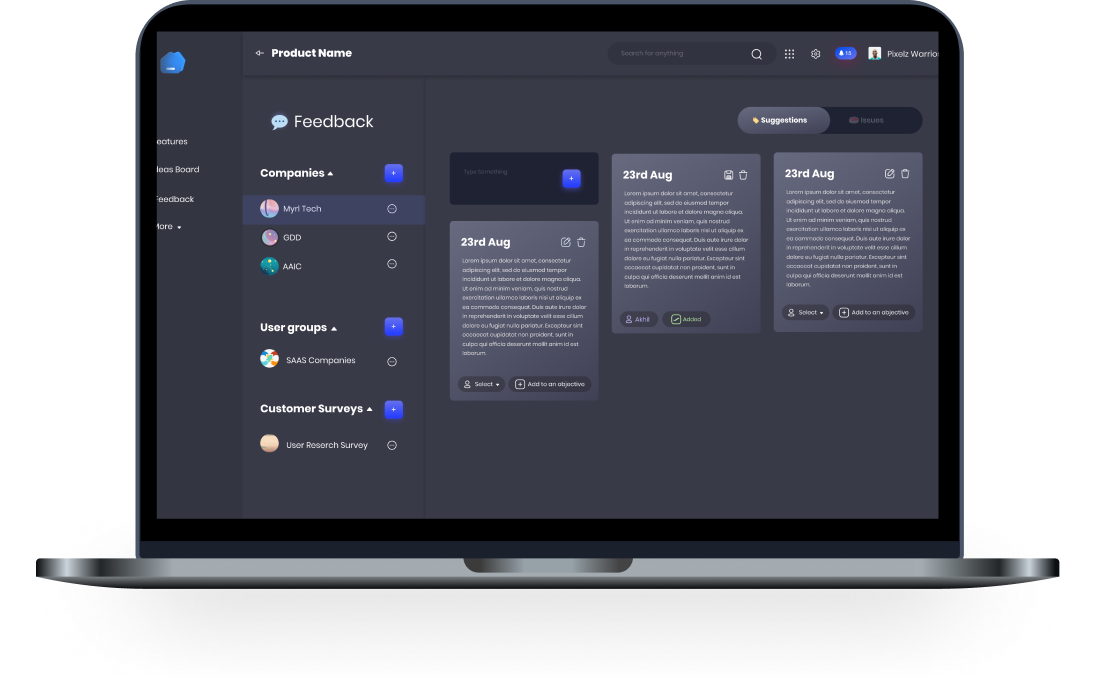 Product Name
Search for anything
10
Pixelz Warrio
eatures
deas Board
Feedback
More
Feedback
Companies
Myrl Tech
GDD
AAIC
User groups
SAAS Companies
Customer Surveys
User Reserch Survey
Suggestions
Issues
Type Something
23rd Aug
Lorem ipsum dolor sit amet, consectetur
adipiscing elit, sed do eiusmod tempor
incididunt ut labore et dolore magna aliqua.
Ut enim ad minim veniam, quis nostrud
exercitation ullamco laboris nisi ut aliquip ex
ea commodo consequat. Duis aute irure dolor
in reprehenderit in voluptate velit esse cillum
dolore eu fugiat nulla pariatur. Excepteur sint
occaecat cupidatat non proident, sunt in
culpa qui officia deserunt mollit anim id est
laborum.
Select
Add to an objective
23rd Aug
Lorem ipsum dolor sit amet, consectetur
adipiscing elit, sed do eiusmod tempor
incididunt ut labore et dolore magna aliqua.
Ut enim ad minim veniam, quis nostrud
exercitation ullamco laboris nisi ut aliquip ex
ea commodo consequat. Duis aute irure dolor
in reprehenderit in voluptate velit esse cillum
dolore eu fugiat nulla pariatur. Excepteur sint
occaecat cupidatat non proident, sunt in
culpa qui officia deserunt mollit anim id est
laborum.
Akhil
Added
23rd Aug
Lorem ipsum dolor sit amet, consectetur
adipiscing elit, sed do eiusmod tempor
incididunt ut labore et dolore magna aliqua.
Ut enim ad minim veniam, quis nostrud
exercitation ullamco laboris nisi ut aliquip ex
ea commodo consequat. Duis aute irure dolor
in reprehenderit in voluptate velit esse cillum
dolore eu fugiat nulla pariatur. Excepteur sint
occaecat cupidatat non proident, sunt in
culpa qui officia deserunt mollit anim id est
laborum.
Select
Add to an objective